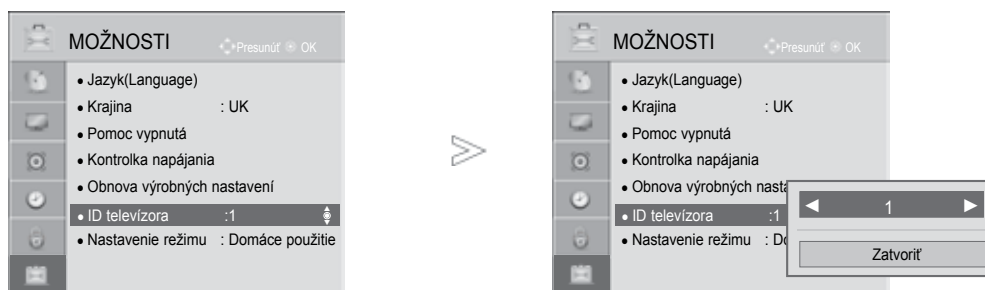 MOŽNOSTI Presunúť OK
• Jazyk(Language)
• Krajina : UK
• Pomoc vypnutá
• Kontrolka napájania
• Obnova výrobných nastavení
• ID televízora :1
• Nastavenie režimu : Domáce použitie
MOŽNOSTI Presunúť OK
• Jazyk(Language)
• Krajina : UK
• Pomoc vypnutá
• Kontrolka napájania
• Obnova výrobných nasta
• ID televízora :1
• Nastavenie režimu : Do
◄ 1 ►
Zatvoriť